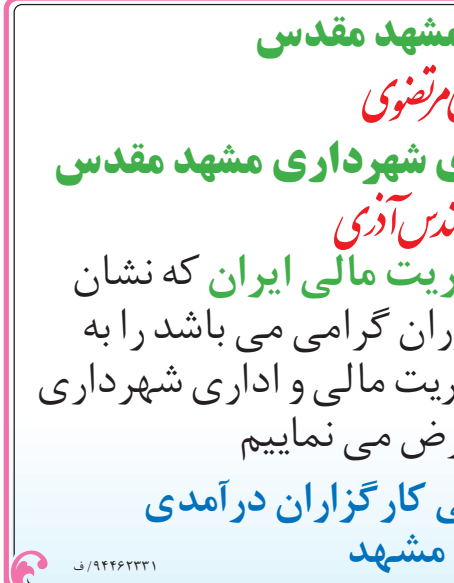 مشهد مقدس
مرتضوی
شهرداری مشهد مقدس
آذری
ریت مالی ایران که نشان
ران گرامی می باشد را به
ریت مالی و اداری شهرداری
رض می نماییم
ی کارگزاران درآمدی
مشهد
۹۴۴۶۲۳۳۱/ف